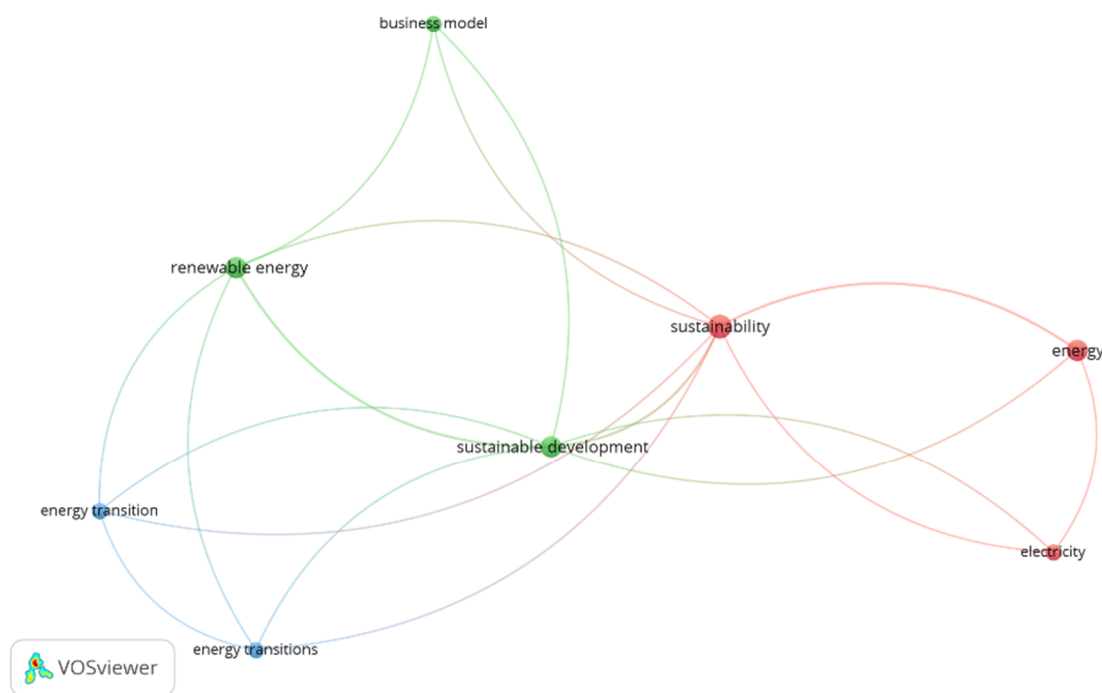 business model
renewable energy
sustainability
energy
sustainable development
energy transition
electricity
energy transitions
VOSviewer